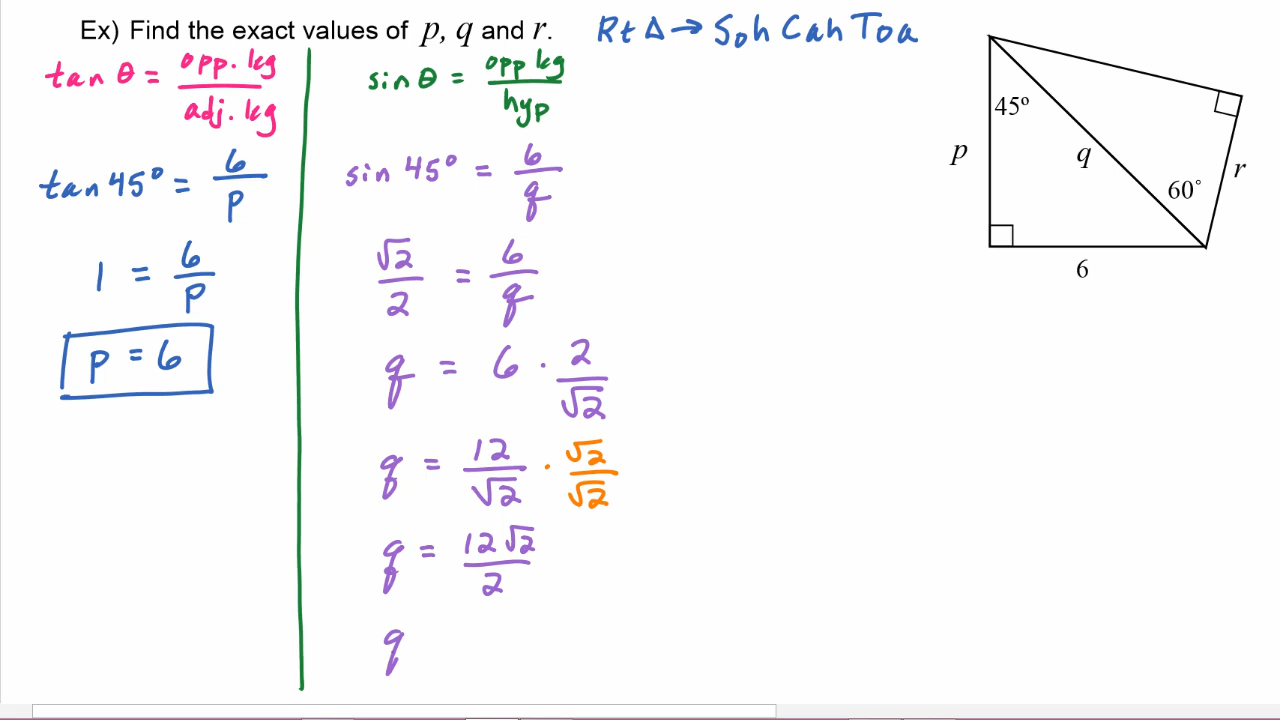 Ex) Find the exact values of p, q and r.
Rt Δ → Soh Cah Toa
tan θ = opp. leg / adj. leg
tan 45° = 6 / p
1 = 6 / p
p = 6
sin θ = opp leg / hyp
sin 45° = 6 / q
√2 / 2 = 6 / q
q = 6 · 2 / √2
q = 12 / √2 · √2 / √2
q = 12√2 / 2
q
45°
p
q
60°
r
6